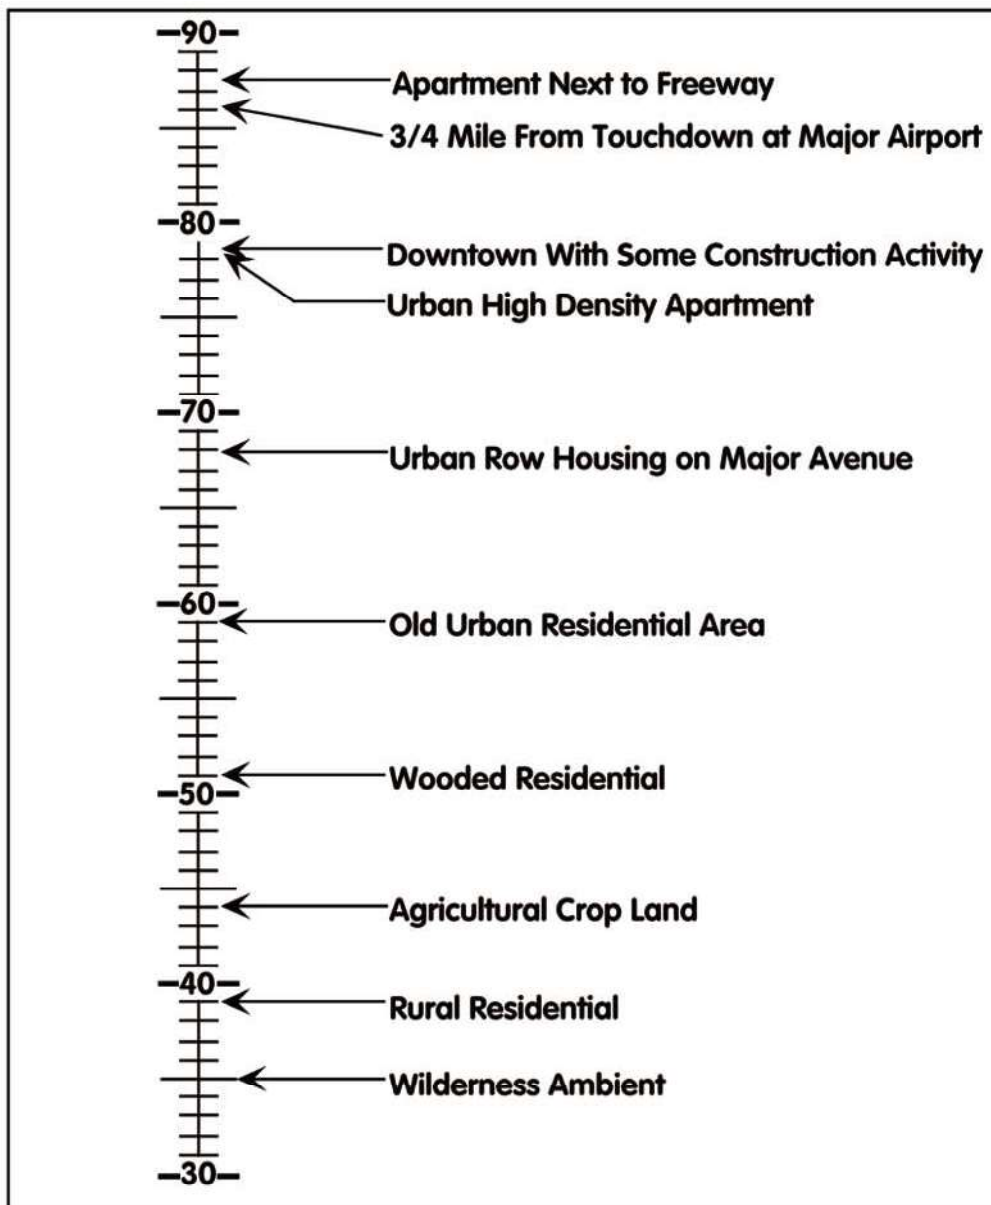 90
Apartment Next to Freeway
3/4 Mile From Touchdown at Major Airport
80
Downtown With Some Construction Activity
Urban High Density Apartment
70
Urban Row Housing on Major Avenue
60
Old Urban Residential Area
Wooded Residential
50
Agricultural Crop Land
40
Rural Residential
Wilderness Ambient
30